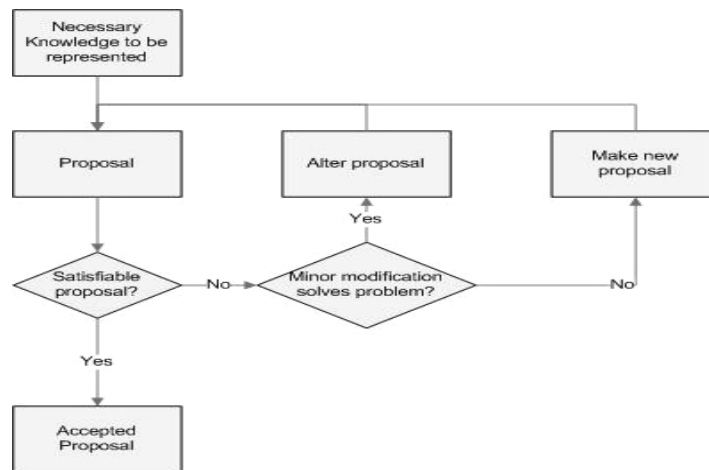 Necessary
Knowledge to be
represented
Proposal
Alter proposal
Make new
proposal
Yes
Satisfiable
proposal?
No
Minor modification
solves problem?
No
Yes
Accepted
Proposal